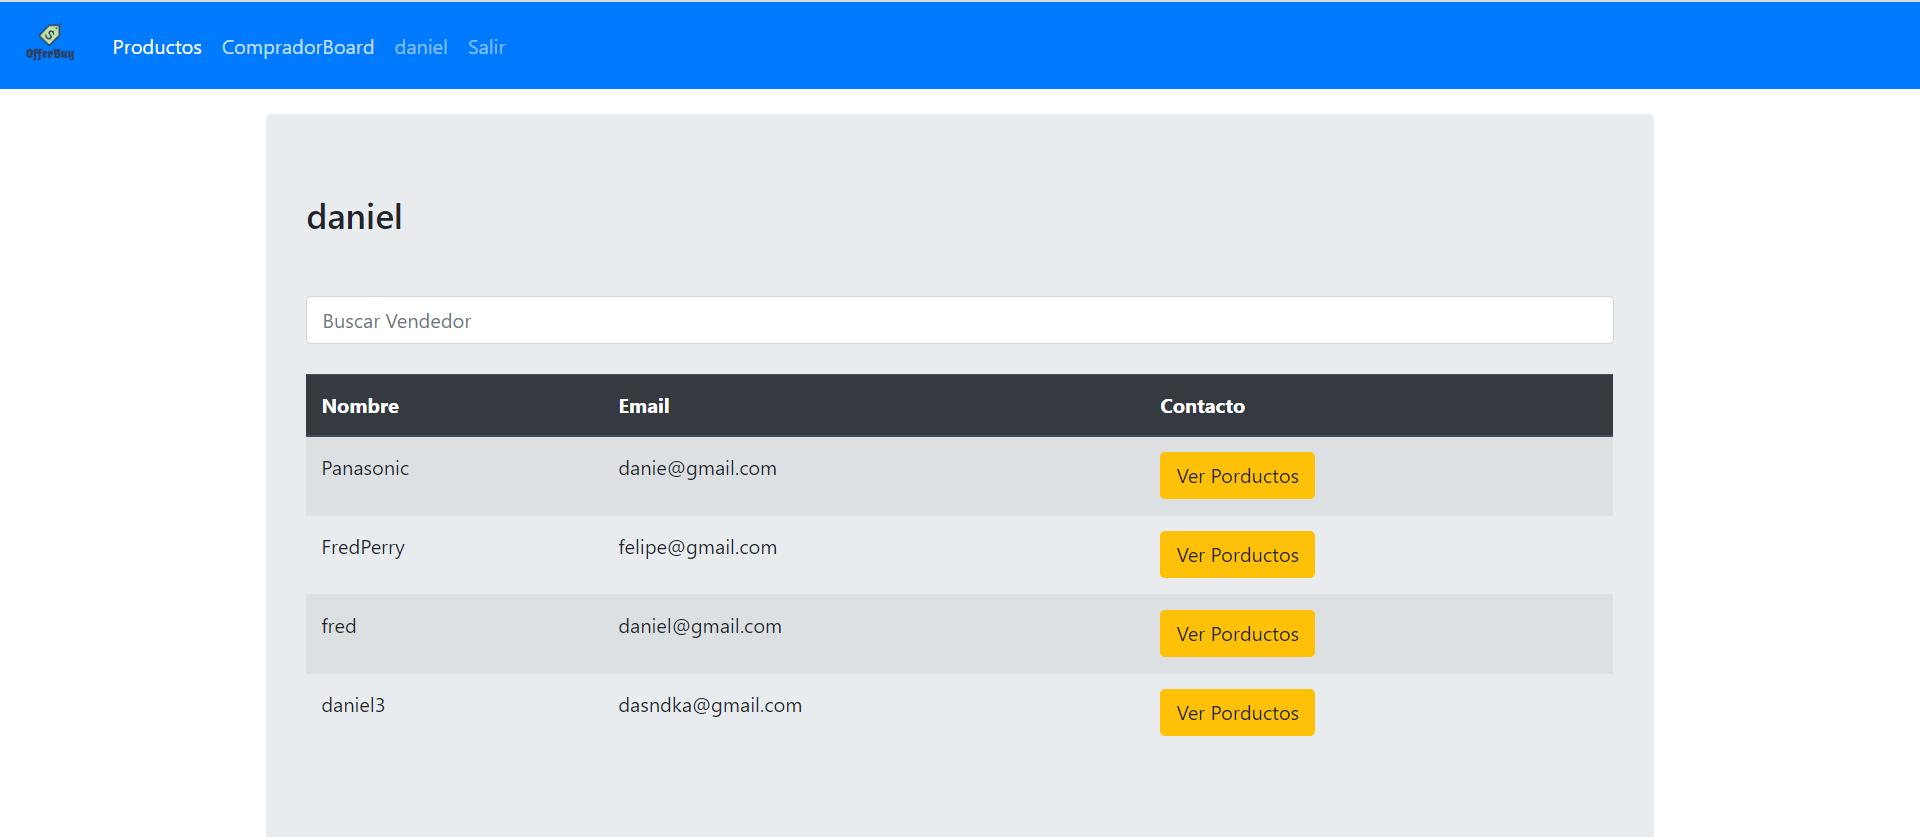 OfferBuy
Productos CompradorBoard daniel Salir
daniel
Buscar Vendedor
Nombre Email Contacto
Panasonic danie@gmail.com Ver Porductos
FredPerry felipe@gmail.com Ver Porductos
fred daniel@gmail.com Ver Porductos
daniel3 dasndka@gmail.com Ver Porductos